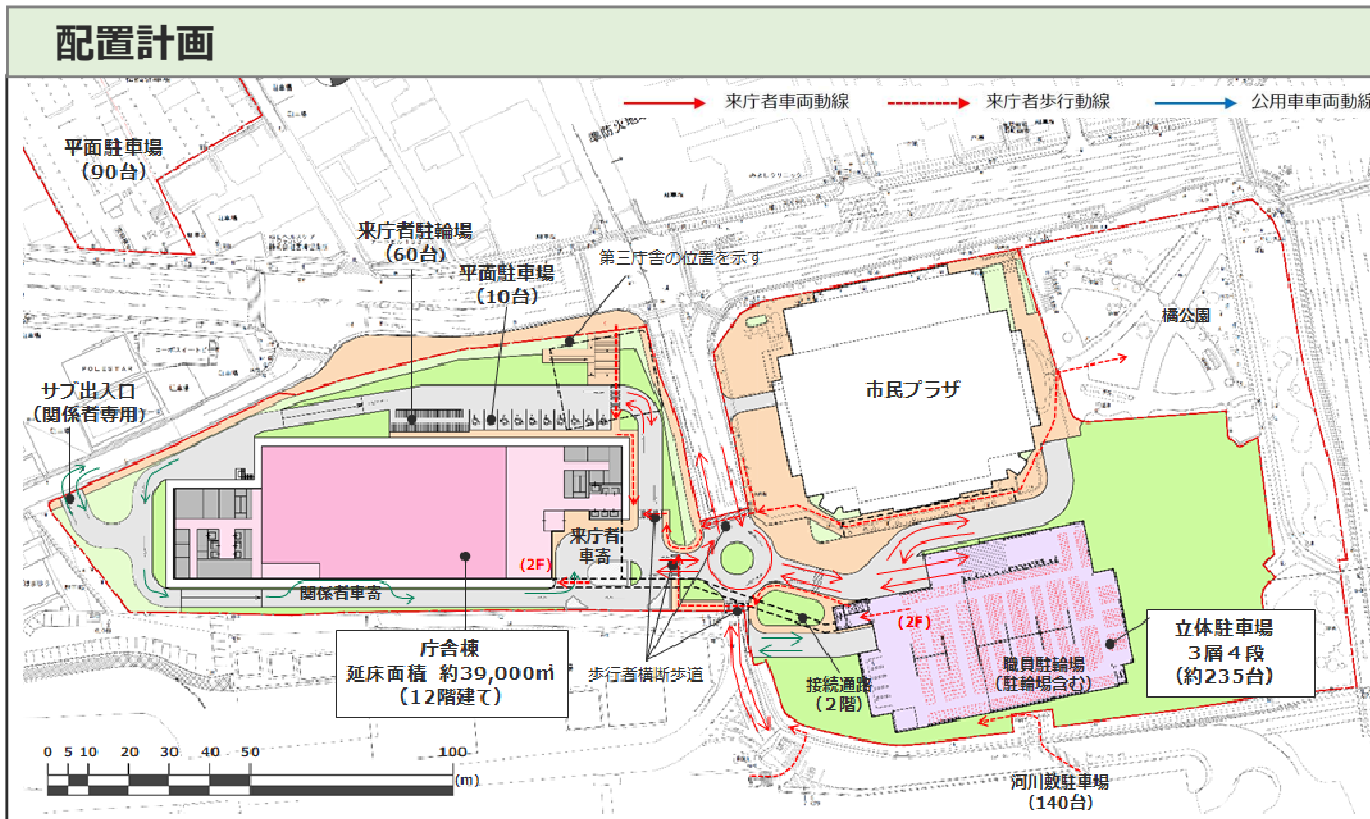 配置計画
来庁者車両動線
来庁者歩行動線
公用車車両動線
平面駐車場
(90台)
来庁者駐輪場
(60台)
平面駐車場
(10台)
第三庁舎の位置を示す
橘公園
市民プラザ
POLESTAR
サブ出入口
(関係者専用)
来庁者
車寄
(2F)
関係者車寄
庁舎棟
延床面積 約39,000㎡
(12階建て)
歩行者横断歩道
接続通路
(2階)
(2F)
職員駐輪場
(駐輪場含む)
立体駐車場
3層4段
(約235台)
河川敷駐車場
(140台)
0 5 10 20 30 40 50 100
(m)